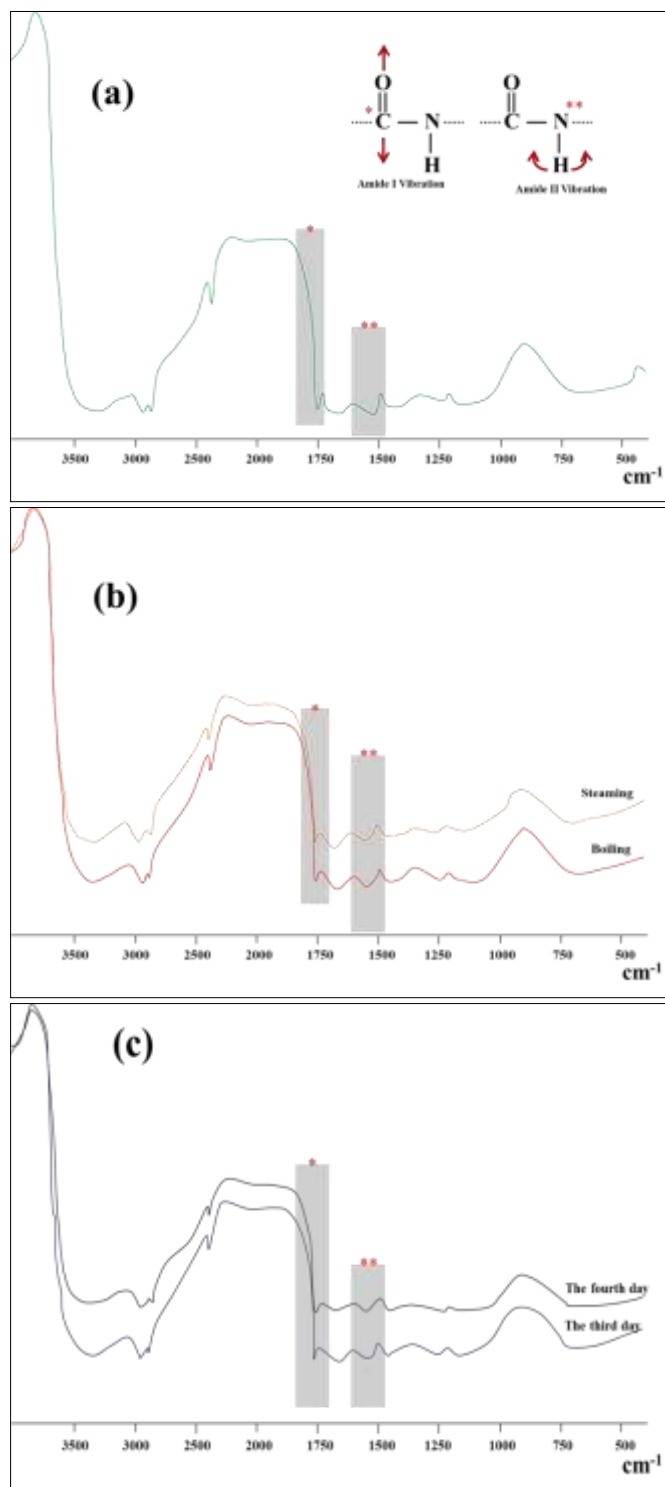 (a)
O
O
* C — N
C — N **
H
H
Amide I Vibration
Amide II Vibration
*
**
3500 3000 2500 2000 1750 1500 1250 1000 750 500
cm-1
(b)
*
**
Steaming
Boiling
3500 3000 2500 2000 1750 1500 1250 1000 750 500
cm-1
(c)
*
**
The fourth day
The third day.
3500 3000 2500 2000 1750 1500 1250 1000 750 500
cm-1